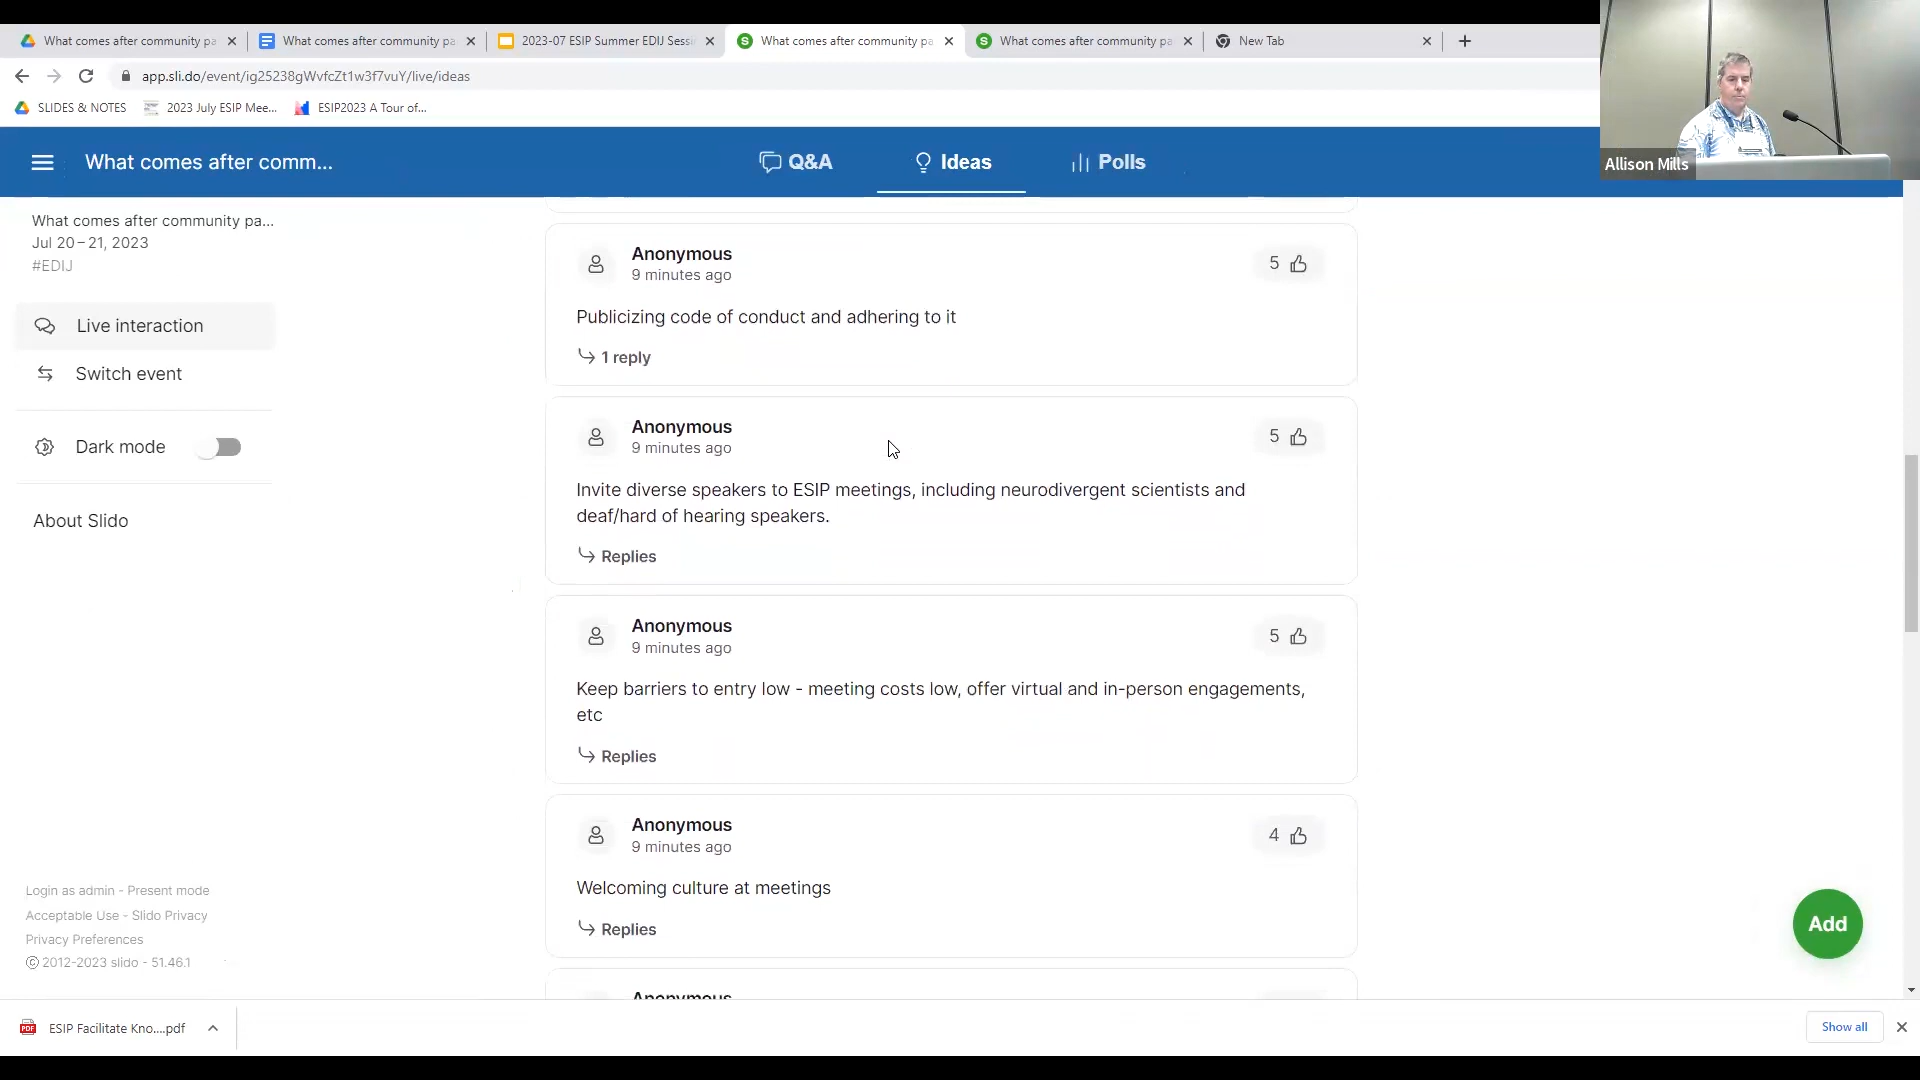 What comes after community pa
What comes after community pa
2023-07 ESIP Summer EDIJ Sessi
What comes after community pa
What comes after community pa
New Tab
app.sli.do/event/ig25238gWvfcZt1w3f7vuY/live/ideas
SLIDES & NOTES
2023 July ESIP Mee...
ESIP2023 A Tour of...
Allison Mills
What comes after comm...
Q&A
Ideas
Polls
What comes after community pa...
Jul 20 – 21, 2023
#EDIJ
Live interaction
Switch event
Dark mode
About Slido
Login as admin - Present mode
Acceptable Use - Slido Privacy
Privacy Preferences
© 2012-2023 slido - 51.46.1
Anonymous
9 minutes ago
5
Publicizing code of conduct and adhering to it
1 reply
Anonymous
9 minutes ago
5
Invite diverse speakers to ESIP meetings, including neurodivergent scientists and
deaf/hard of hearing speakers.
Replies
Anonymous
9 minutes ago
5
Keep barriers to entry low - meeting costs low, offer virtual and in-person engagements,
etc
Replies
Anonymous
9 minutes ago
4
Welcoming culture at meetings
Replies
Anonymous
Add
PDF
ESIP Facilitate Kno....pdf
Show all